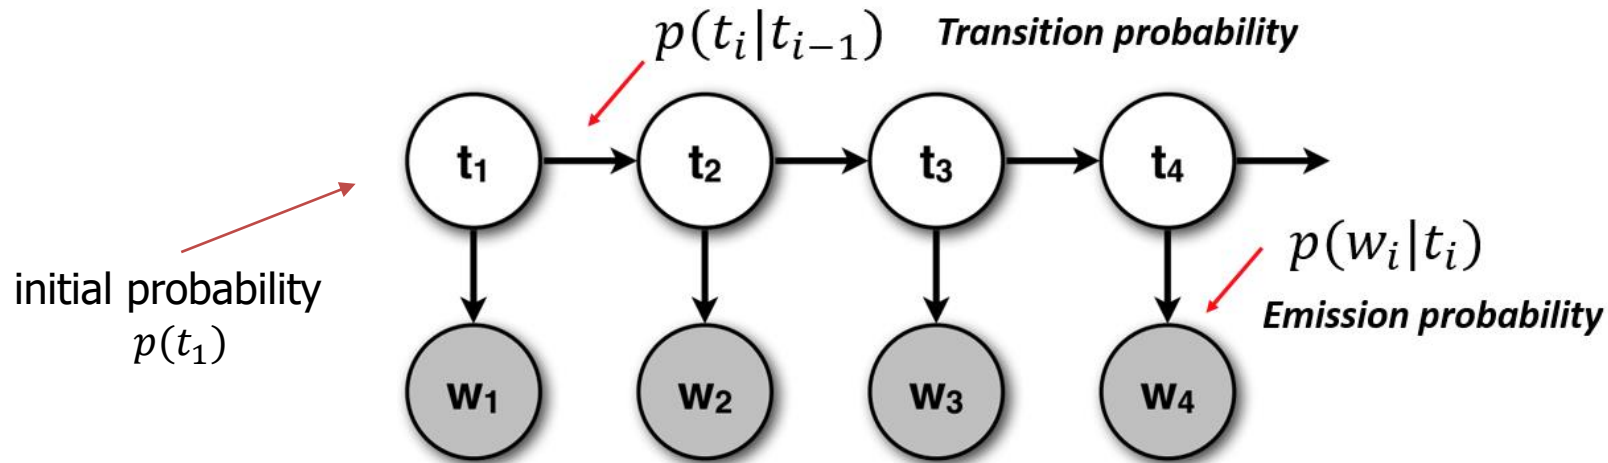 p(t_i|t_{i-1}) Transition probability
t₁ t₂ t₃ t₄
p(w_i|t_i)
initial probability
Emission probability
p(t₁)
w₁ w₂ w₃ w₄